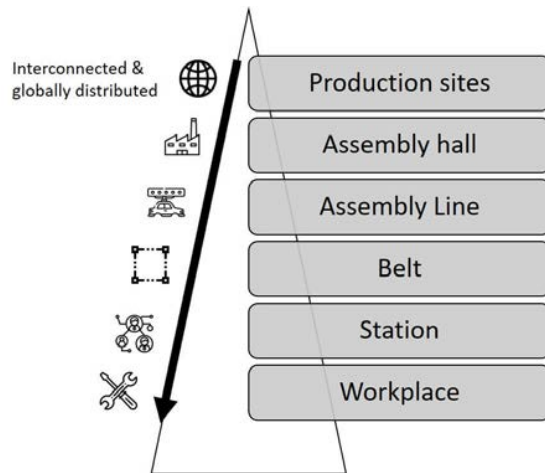 Interconnected &
globally distributed
Production sites
Assembly hall
Assembly Line
Belt
Station
Workplace